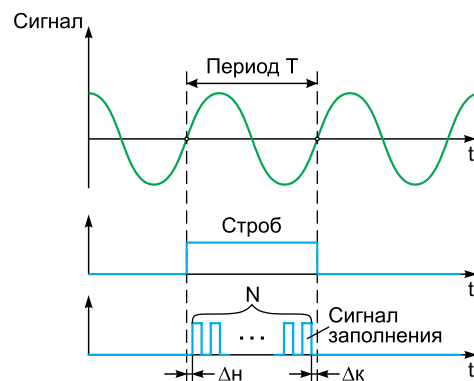 Сигнал
Период T
t
Строб
t
N
Сигнал
заполнения
...
Δн
Δк
t